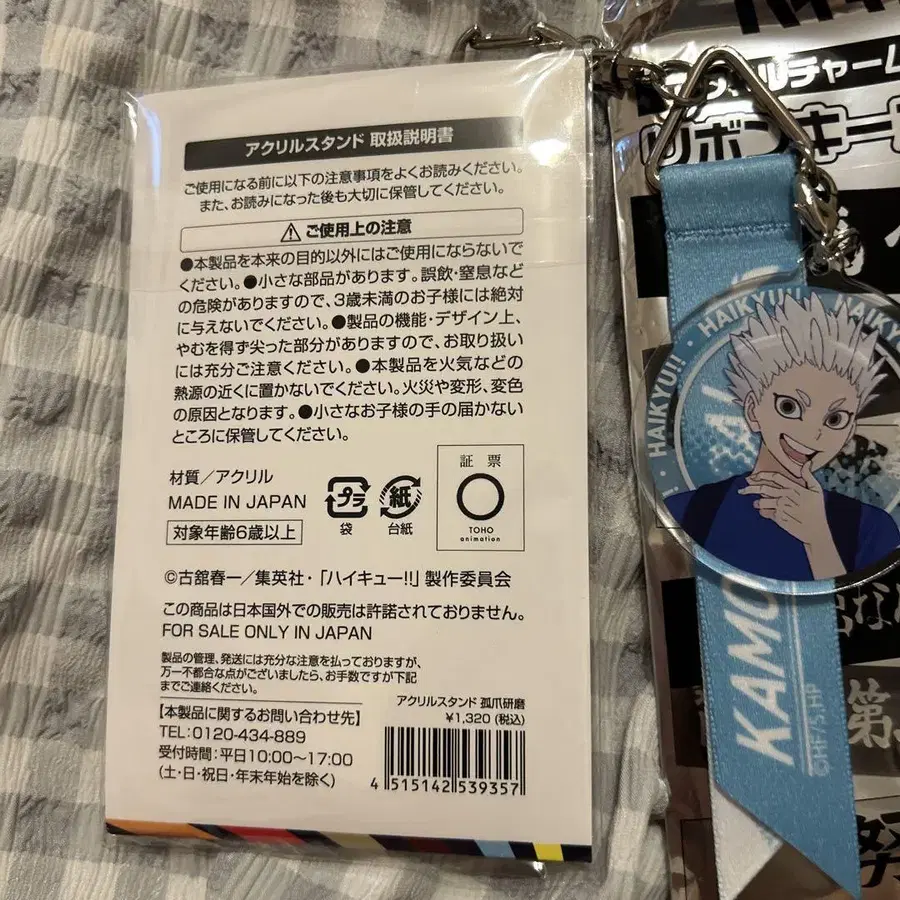 アクリルスタンド 取扱説明書
ご使用になる前に以下の注意事項をよくお読みください。
また、お読みになった後も大切に保管してください。
⚠ ご使用上の注意
●本製品を本来の目的以外にはご使用にならないで
ください。●小さな部品があります。誤飲・窒息など
の危険がありますので、3歳未満のお子様には絶対
に与えないでください。●製品の機能・デザイン上、
やむを得ず尖った部分がありますので、お取り扱い
には充分ご注意ください。●本製品を火気などの
熱源の近くに置かないでください。火災や変形、変色
の原因となります。●小さなお子様の手の届かない
ところに保管してください。
材質/アクリル
MADE IN JAPAN
対象年齢6歳以上
プラ
袋
紙
台紙
証票
TOHO
animation
©古舘春一/集英社・「ハイキュー!!」製作委員会
この商品は日本国外での販売は許諾されておりません。
FOR SALE ONLY IN JAPAN
製品の管理、発送には充分な注意を払っておりますが、
万一不都合な点がございましたら、お手数ですが下記
までご連絡ください。
【本製品に関するお問い合わせ先】
TEL:0120-434-889
受付時間:平日10:00~17:00
(土・日・祝日・年末年始を除く)
アクリルスタンド 孤爪研磨
¥1,320(税込)
4 515142 539357
チャーム
リボンキー
HAIKYU!! · HAIKYU
KAMO
©HF/S,HP
第